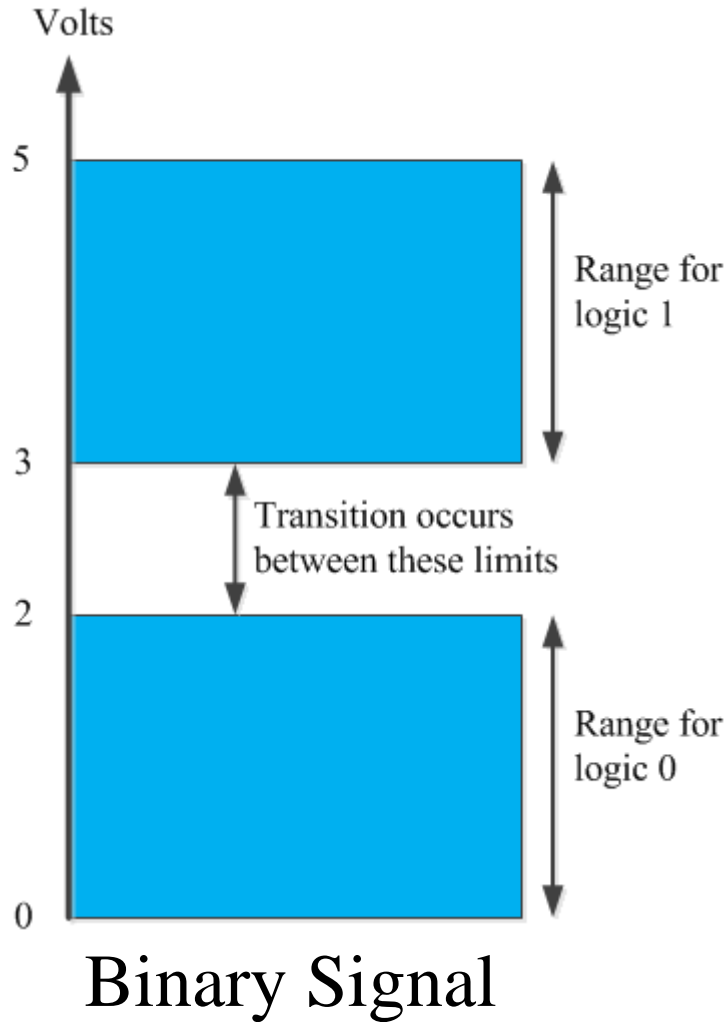 Volts
5
Range for
logic 1
3
Transition occurs
between these limits
2
Range for
logic 0
0
Binary Signal